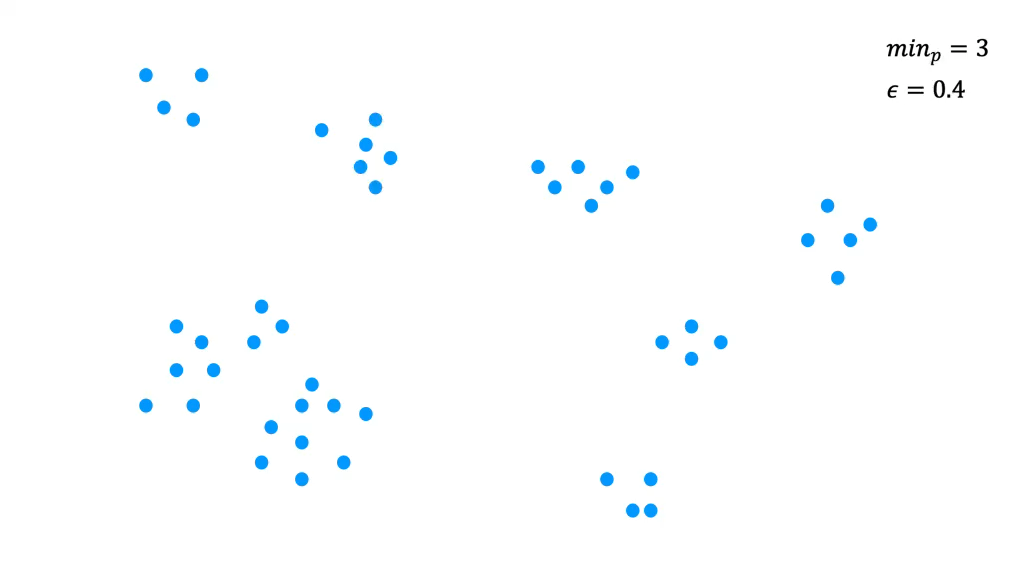 min_p = 3
ϵ = 0.4